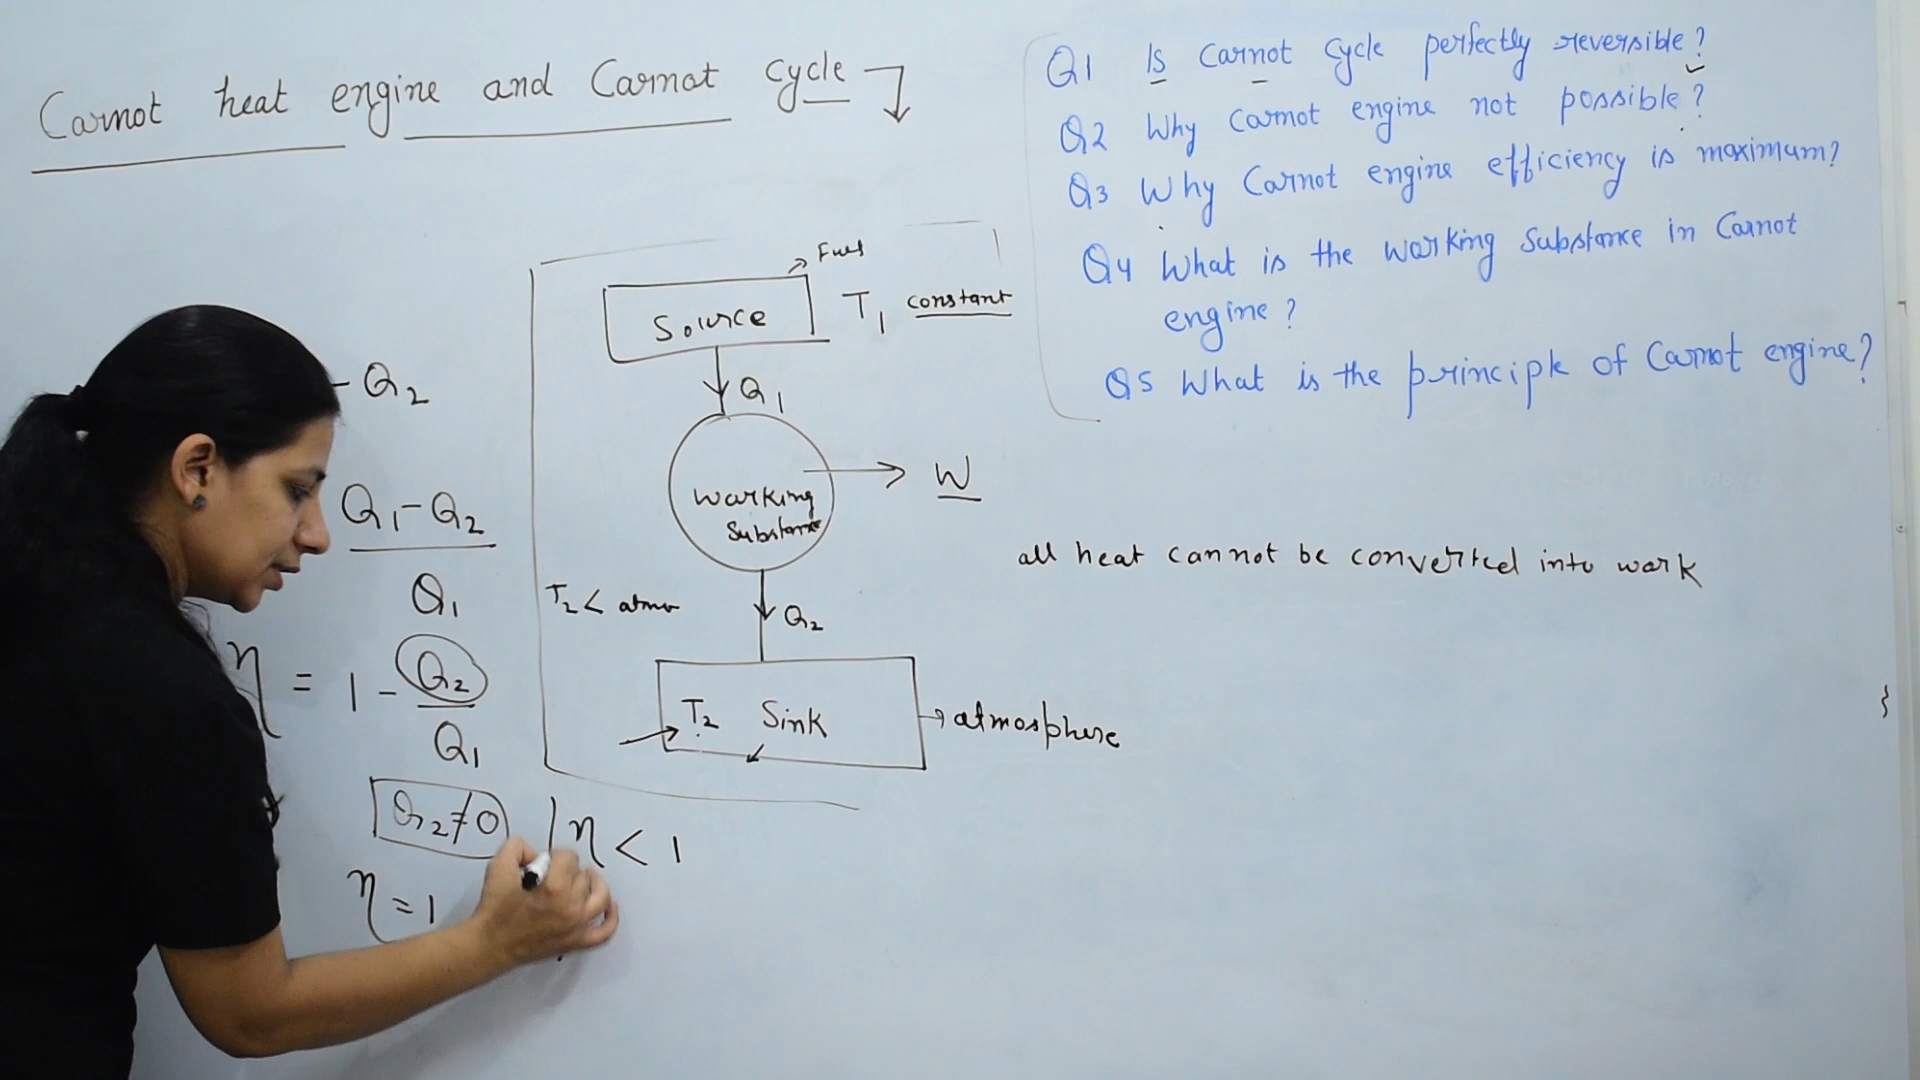 Carnot heat engine and Carnot cycle
Q1 Is Carnot cycle perfectly reversible?
Q2 Why Carnot engine not possible?
Q3 Why Carnot engine efficiency is maximum?
Q4 What is the working substance in Carnot
engine?
Q5 What is the principle of Carnot engine?
Fuel
Source
T₁ constant
Q₁
- Q₂
Q₁-Q₂
Q₁
Working
Substance
W
all heat cannot be converted into work
T₂ < atmo
Q₂
η = 1 - Q₂
Q₁
T₂ Sink
atmosphere
Q₂≠0
η < 1
η = 1